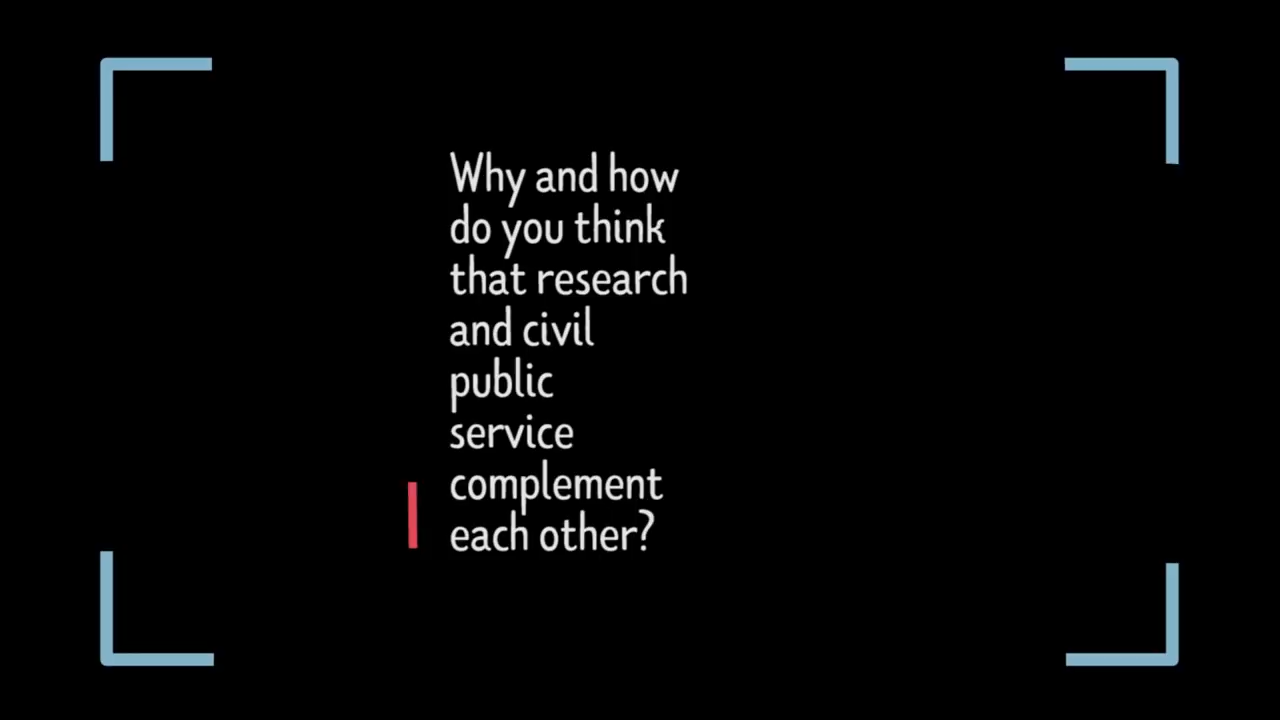 Why and how
do you think
that research
and civil
public
service
complement
each other?